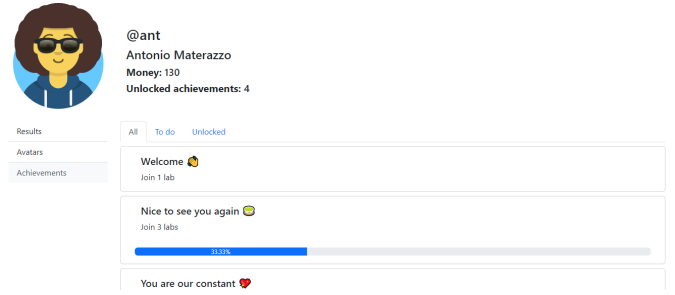 @ant
Antonio Materazzo
Money: 130
Unlocked achievements: 4
Results
Avatars
Achievements
All To do Unlocked
Welcome 👏
Join 1 lab
Nice to see you again 🍵
Join 3 labs
33.33%
You are our constant 💖